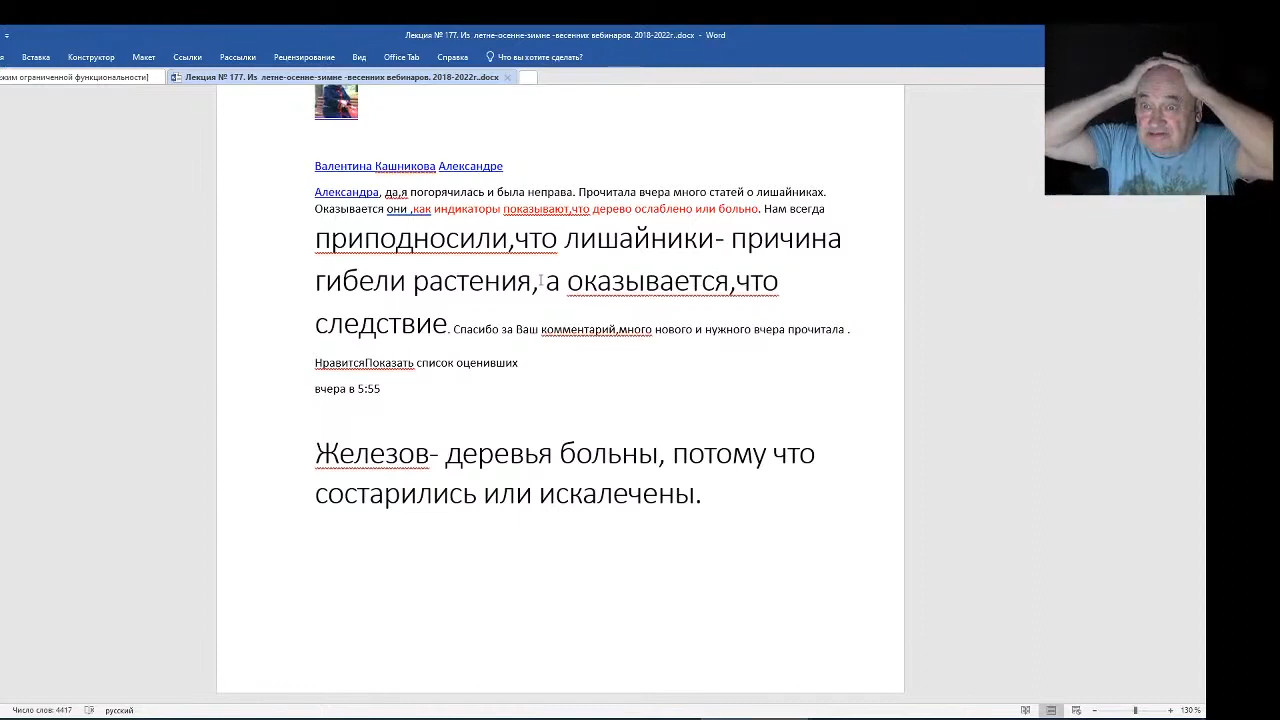 Лекция № 177. Из летне-осенне-зимне -весенних вебинаров. 2018-2022г..docx - Word
я Вставка Конструктор Макет Ссылки Рассылки Рецензирование Вид Office Tab Справка Что вы хотите сделать?
жим ограниченной функциональности] Лекция № 177. Из летне-осенне-зимне -весенних вебинаров. 2018-2022г..docx
Валентина Кашникова Александре
Александра, да,я погорячилась и была неправа. Прочитала вчера много статей о лишайниках.
Оказывается они ,как индикаторы показывают,что дерево ослаблено или больно. Нам всегда
приподносили,что лишайники- причина
гибели растения, а оказывается,что
следствие. Спасибо за Ваш комментарий,много нового и нужного вчера прочитала .
НравитсяПоказать список оценивших
вчера в 5:55
Железов- деревья больны, потому что
состарились или искалечены.
Число слов: 4417 русский 130 %